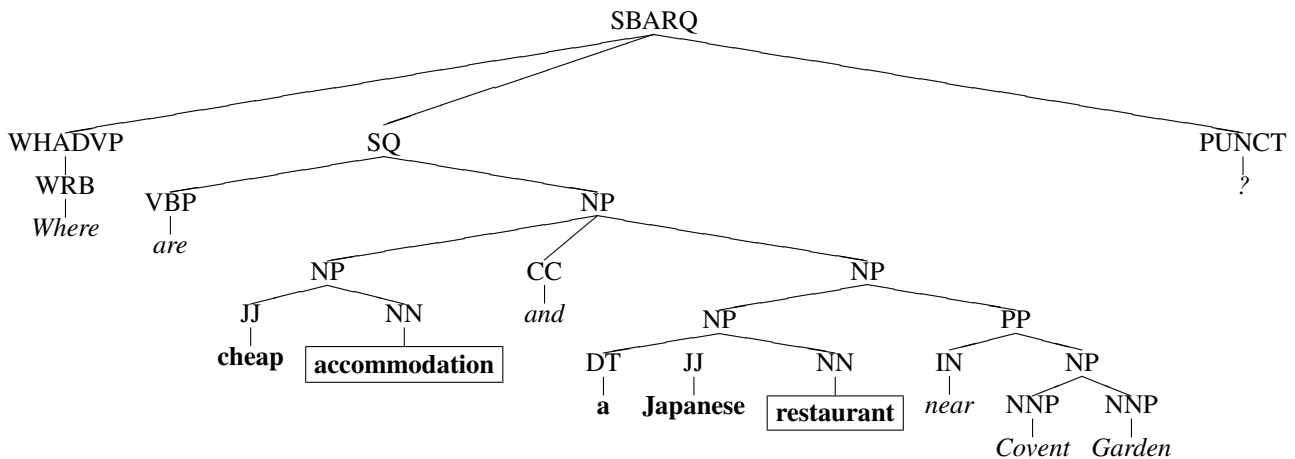 SBARQ
WHADVP SQ PUNCT
WRB VBP NP ?
Where are
NP CC NP
JJ NN and NP PP
cheap accommodation DT JJ NN IN NP
a Japanese restaurant near NNP NNP
Covent Garden